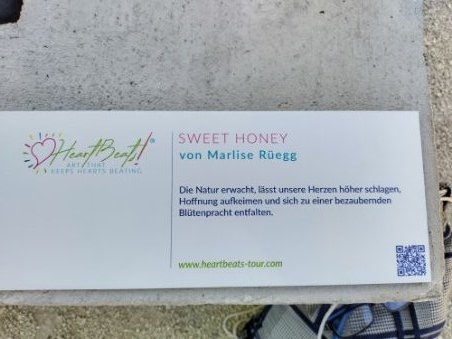 HeartBeats!®
ART THAT
KEEPS HEARTS BEATING
SWEET HONEY
von Marlise Rüegg
Die Natur erwacht, lässt unsere Herzen höher schlagen,
Hoffnung aufkeimen und sich zu einer bezaubernden
Blütenpracht entfalten.
www.heartbeats-tour.com